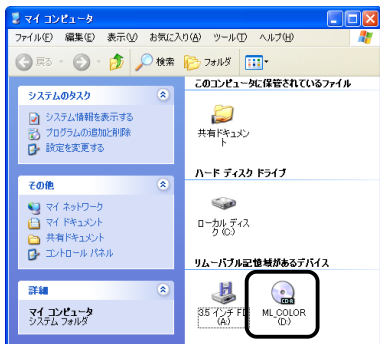 マイ コンピュータ
ファイル(F) 編集(E) 表示(V) お気に入り(A) ツール(T) ヘルプ(H)
戻る 検索 フォルダ
システムのタスク
システム情報を表示する
プログラムの追加と削除
設定を変更する
その他
マイ ネットワーク
マイ ドキュメント
共有ドキュメント
コントロール パネル
詳細
マイ コンピュータ
システム フォルダ
このコンピュータに保管されているファイル
共有ドキュメン
ト
ハード ディスク ドライブ
ローカル ディス
ク (C:)
リムーバブル記憶域があるデバイス
3.5 インチ FD
(A:)
CD-R
ML_COLOR
(D:)